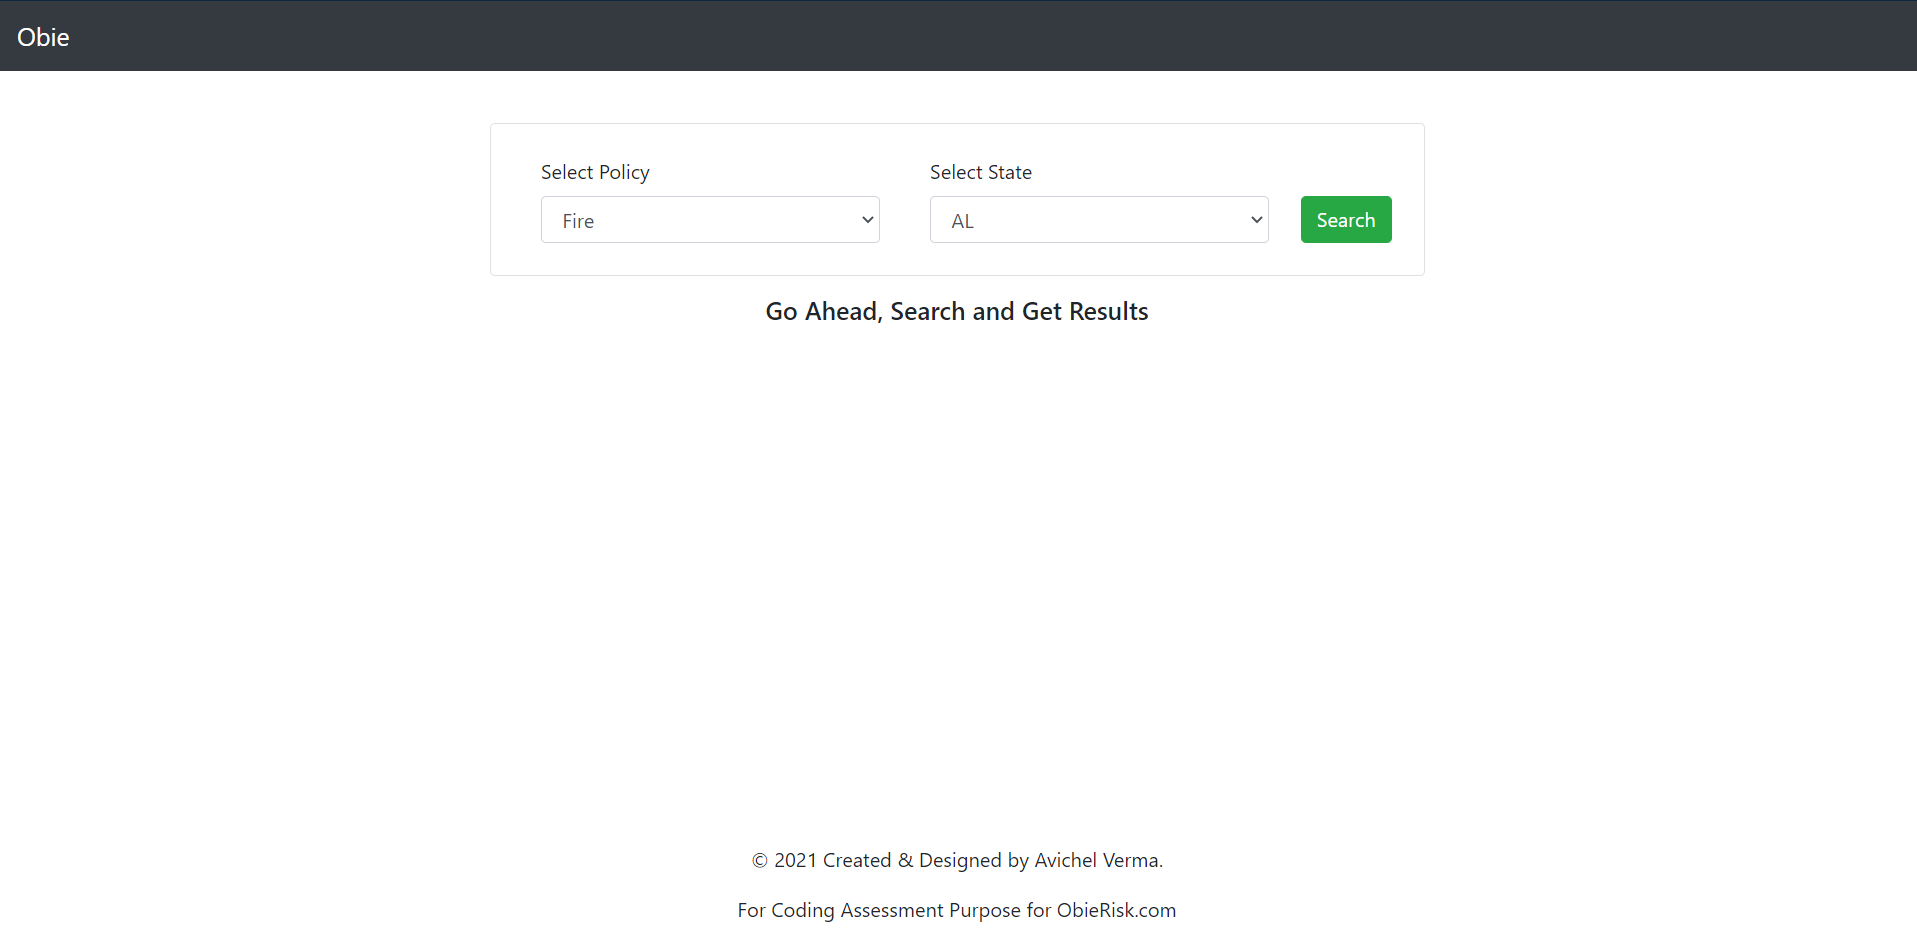 Obie
Select Policy
Select State
Fire
AL
Search
Go Ahead, Search and Get Results
© 2021 Created & Designed by Avichel Verma.
For Coding Assessment Purpose for ObieRisk.com